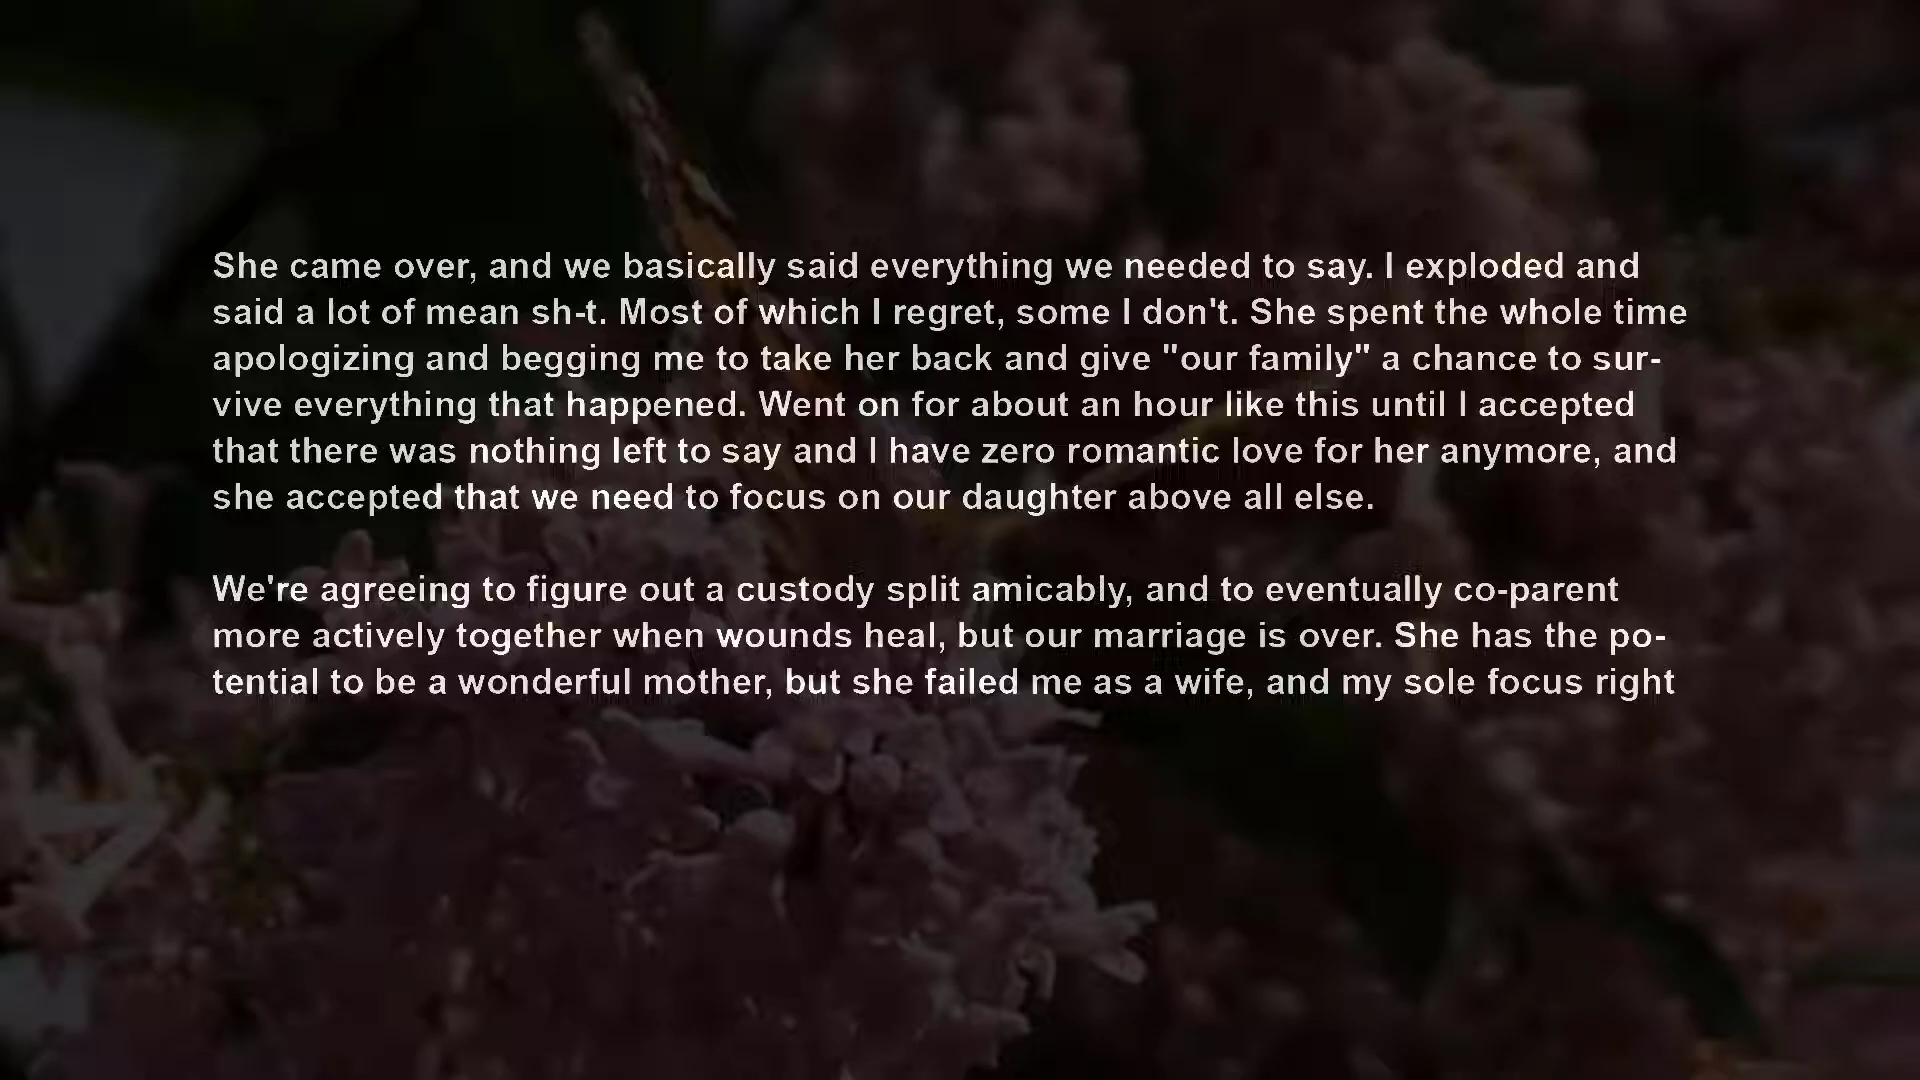 She came over, and we basically said everything we needed to say. I exploded and
said a lot of mean sh-t. Most of which I regret, some I don't. She spent the whole time
apologizing and begging me to take her back and give "our family" a chance to sur-
vive everything that happened. Went on for about an hour like this until I accepted
that there was nothing left to say and I have zero romantic love for her anymore, and
she accepted that we need to focus on our daughter above all else.
We're agreeing to figure out a custody split amicably, and to eventually co-parent
more actively together when wounds heal, but our marriage is over. She has the po-
tential to be a wonderful mother, but she failed me as a wife, and my sole focus right